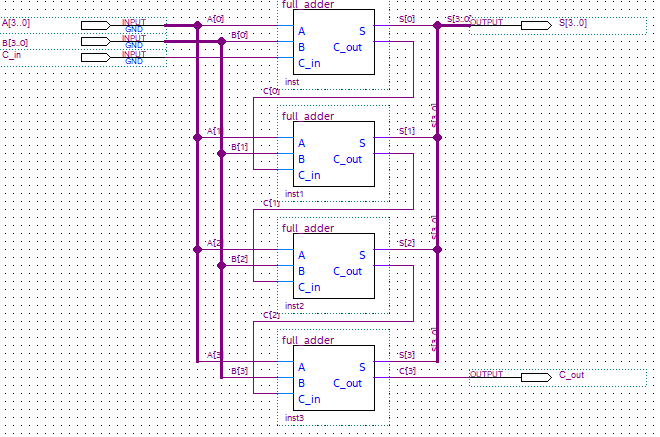 full_adder
A[3..0] INPUT GND A[0] S[0] S[3..0] OUTPUT S[3..0]
B[3..0] INPUT GND B[0] A S
C_in INPUT GND B C_out
C_in
inst
C[0]
S[3..0]
full_adder
A[1] A S S[1]
B[1] B C_out
C_in
inst1
C[1]
S[3..0]
full_adder
A[2] A S S[2]
B[2] B C_out
C_in
inst2
C[2]
S[3..0]
full_adder
A[3] A S S[3]
B[3] B C_out C[3] OUTPUT C_out
C_in
inst3